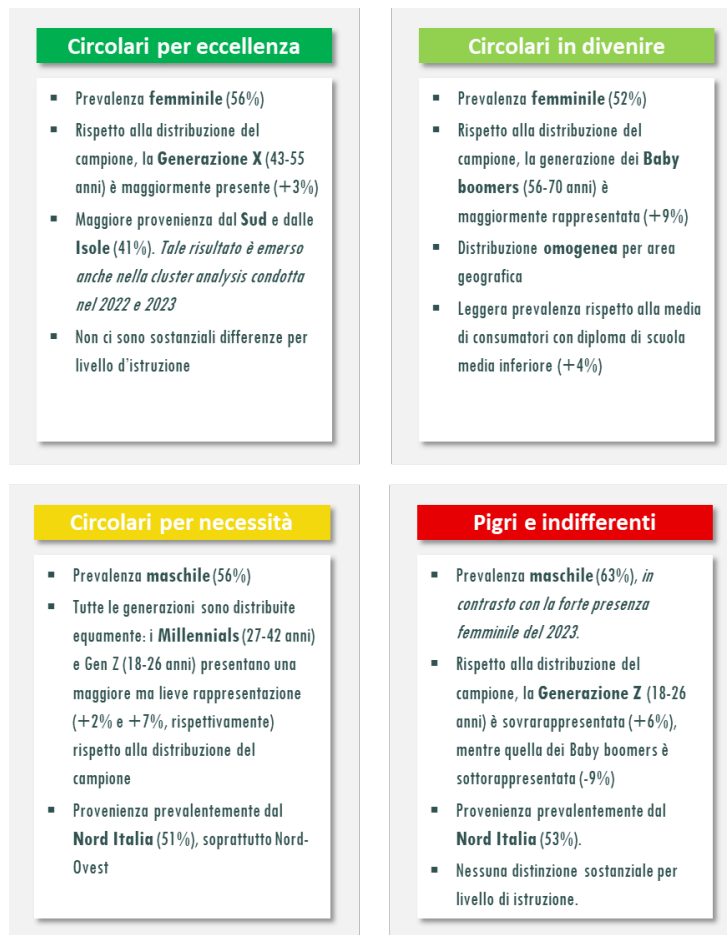 Circolari per eccellenza
▪ Prevalenza femminile (56%)
▪ Rispetto alla distribuzione del
campione, la Generazione X (43-55
anni) è maggiormente presente (+3%)
▪ Maggiore provenienza dal Sud e dalle
Isole (41%). Tale risultato è emerso
anche nella cluster analysis condotta
nel 2022 e 2023
▪ Non ci sono sostanziali differenze per
livello d'istruzione
Circolari in divenire
▪ Prevalenza femminile (52%)
▪ Rispetto alla distribuzione del
campione, la generazione dei Baby
boomers (56-70 anni) è
maggiormente rappresentata (+9%)
▪ Distribuzione omogenea per area
geografica
▪ Leggera prevalenza rispetto alla media
di consumatori con diploma di scuola
media inferiore (+4%)
Circolari per necessità
▪ Prevalenza maschile (56%)
▪ Tutte le generazioni sono distribuite
equamente: i Millennials (27-42 anni)
e Gen Z (18-26 anni) presentano una
maggiore ma lieve rappresentazione
(+2% e +7%, rispettivamente)
rispetto alla distribuzione del
campione
▪ Provenienza prevalentemente dal
Nord Italia (51%), soprattutto Nord-
Ovest
Pigri e indifferenti
▪ Prevalenza maschile (63%), in
contrasto con la forte presenza
femminile del 2023.
▪ Rispetto alla distribuzione del
campione, la Generazione Z (18-26
anni) è sovrarappresentata (+6%),
mentre quella dei Baby boomers è
sottorappresentata (-9%)
▪ Provenienza prevalentemente dal
Nord Italia (53%).
▪ Nessuna distinzione sostanziale per
livello di istruzione.